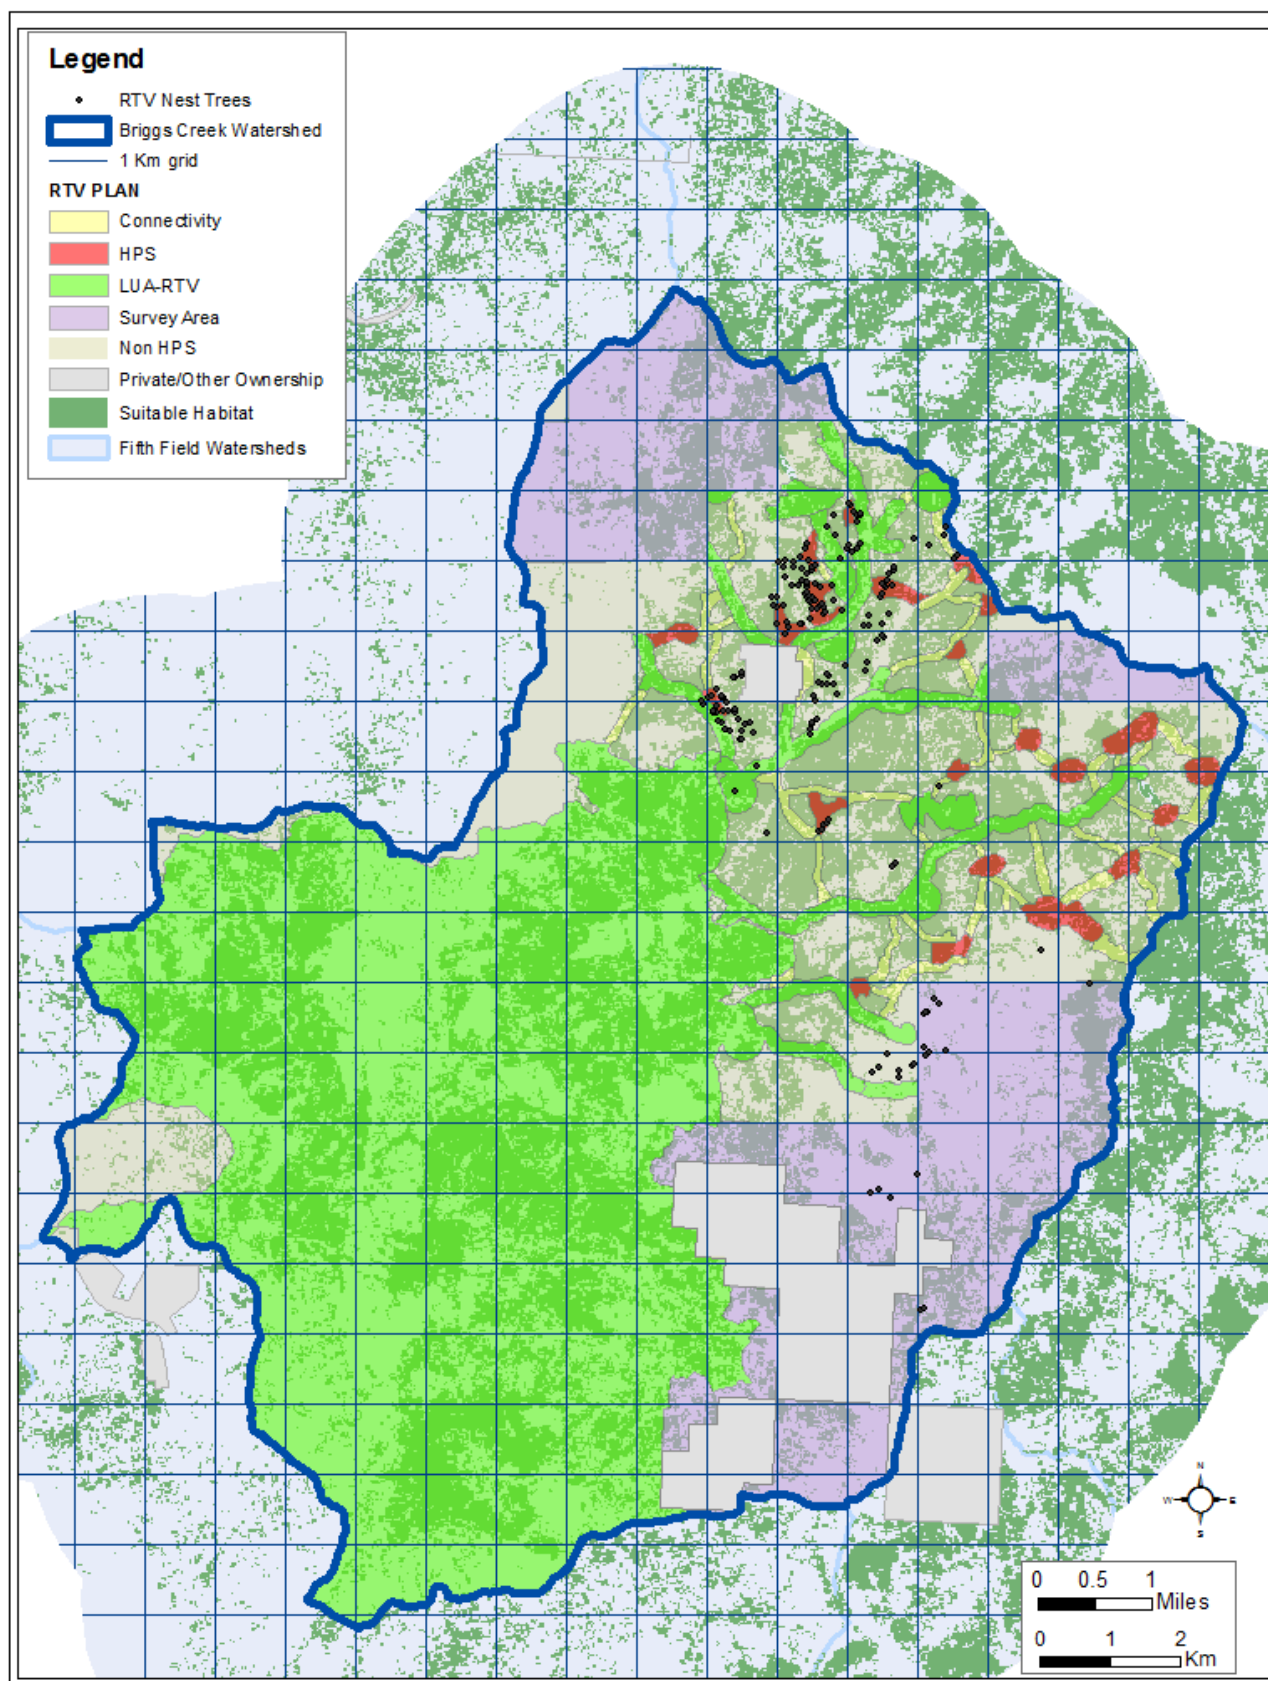 Legend
RTV Nest Trees
Briggs Creek Watershed
1 Km grid
RTV PLAN
Connectivity
HPS
LUA-RTV
Survey Area
Non HPS
Private/Other Ownership
Suitable Habitat
Fifth Field Watersheds
N
W E
S
0 0.5 1
Miles
0 1 2
Km